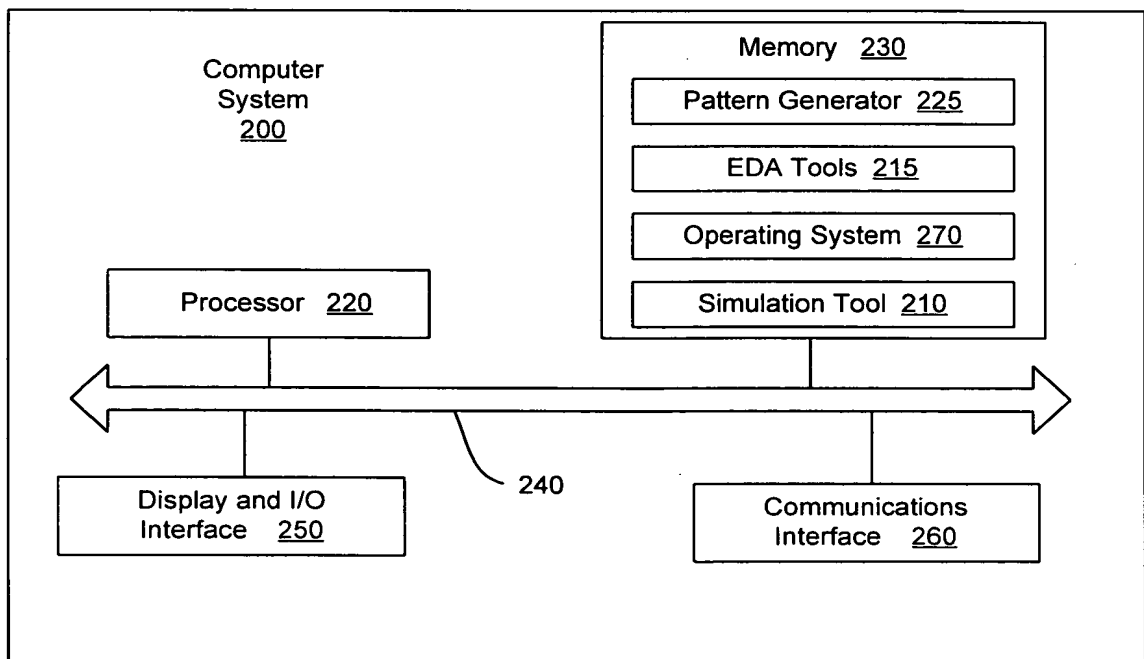 Computer
System
200
Memory 230
Pattern Generator 225
EDA Tools 215
Operating System 270
Simulation Tool 210
Processor 220
240
Display and I/O
Interface 250
Communications
Interface 260